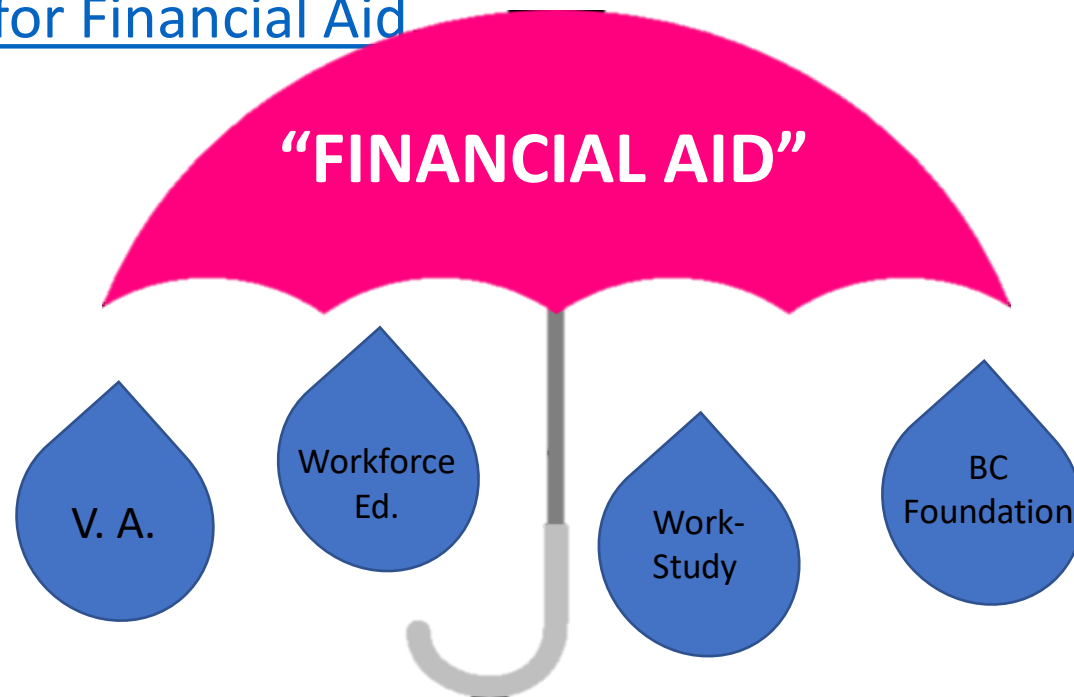 for Financial Aid
“FINANCIAL AID”
V. A.
Workforce
Ed.
Work-
Study
BC
Foundation